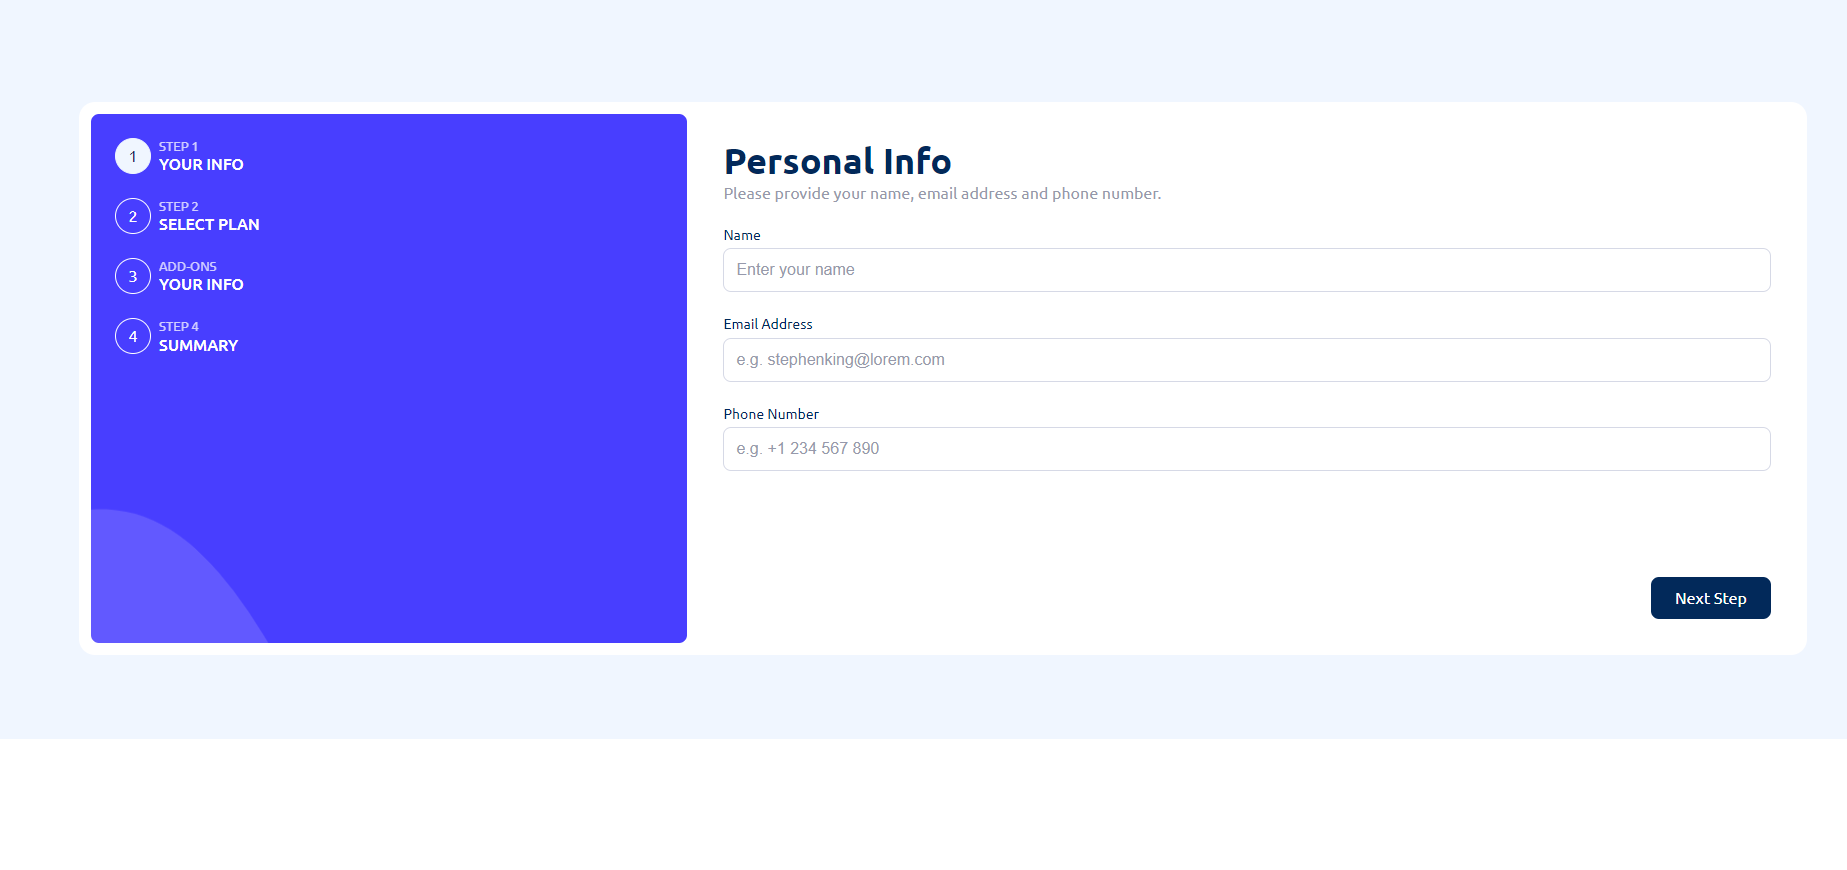 1
STEP 1
YOUR INFO
2
STEP 2
SELECT PLAN
3
ADD-ONS
YOUR INFO
4
STEP 4
SUMMARY
Personal Info
Please provide your name, email address and phone number.
Name
Enter your name
Email Address
e.g. stephenking@lorem.com
Phone Number
e.g. +1 234 567 890
Next Step